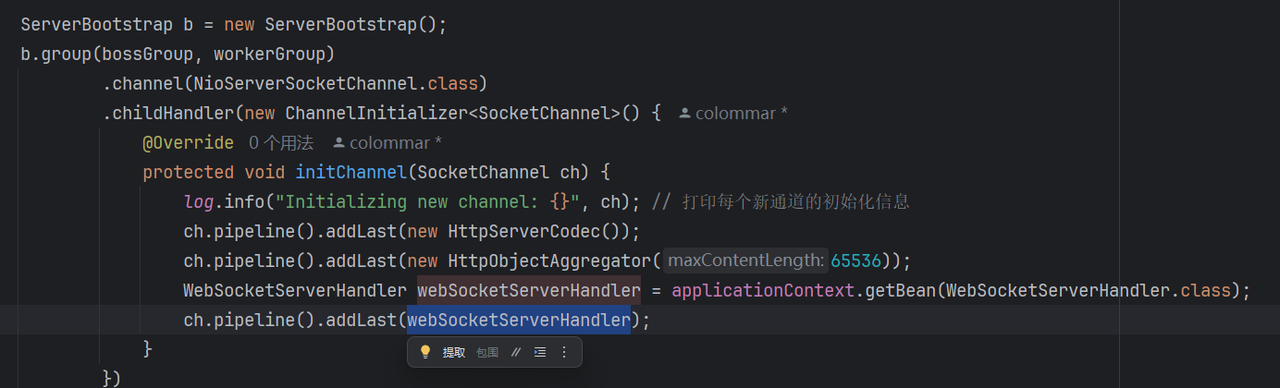 ServerBootstrap b = new ServerBootstrap();
b.group(bossGroup, workerGroup)
.channel(NioServerSocketChannel.class)
.childHandler(new ChannelInitializer<SocketChannel>() { colommar *
@Override 0 个用法 colommar *
protected void initChannel(SocketChannel ch) {
log.info("Initializing new channel: {}", ch); // 打印每个新通道的初始化信息
ch.pipeline().addLast(new HttpServerCodec());
ch.pipeline().addLast(new HttpObjectAggregator( maxContentLength: 65536));
WebSocketServerHandler webSocketServerHandler = applicationContext.getBean(WebSocketServerHandler.class);
ch.pipeline().addLast(webSocketServerHandler);
提取 包围 //
}
})